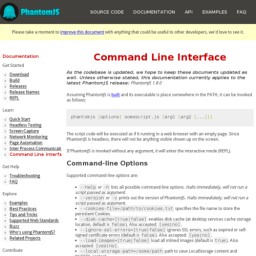 PhantomJS
SOURCE CODE
DOCUMENTATION
API
EXAMPLES
FAQ
Please take a moment to improve this document with anything that could be useful to other developers, we'd love to see it.
Documentation
Get Started
Download
Build
Releases
Release Names
REPL
Learn
Quick Start
Headless Testing
Screen Capture
Network Monitoring
Page Automation
Inter Process Communication
Command Line Interface
Get Help
Troubleshooting
FAQ
Explore
Examples
Best Practices
Tips and Tricks
Supported Web Standards
Buzz
Who's using PhantomJS
Related Projects
Contribute
Command Line Interface
As the codebase is updated, we hope to keep these documents updated as
well. Unless otherwise stated, this documentation currently applies to the
latest PhantomJS release:
Assuming PhantomJS is built and its executable is place somewhere in the PATH, it can be invoked
as follows:
phantomjs [options] somescript.js [arg1 [arg2 [...]]]
The script code will be executed as if it running in a web browser with an empty page. Since
PhantomJS is headless, there will not be anything visible shown up on the screen.
If PhantomJS is invoked without any argument, it will enter the interactive mode (REPL).
Command-line Options
Supported command-line options are:
--help or -h lists all possible command-line options. Halts immediately, will not run a
script passed as argument.
--version or -v prints out the version of PhantomJS. Halts immediately, will not run a
script passed as argument.
--cookies-file=/path/to/cookies.txt specifies the file name to store the
persistent Cookies.
--disk-cache=[true|false] enables disk cache (at desktop services cache storage
location, default is false). Also accepted: [yes|no].
--ignore-ssl-errors=[true|false] ignores SSL errors, such as expired or self-
signed certificate errors (default is false). Also accepted: [yes|no].
--load-images=[true|false] load all inlined images (default is true). Also
accepted: [yes|no].
--local-storage-path=/some/path path to save LocalStorage content and